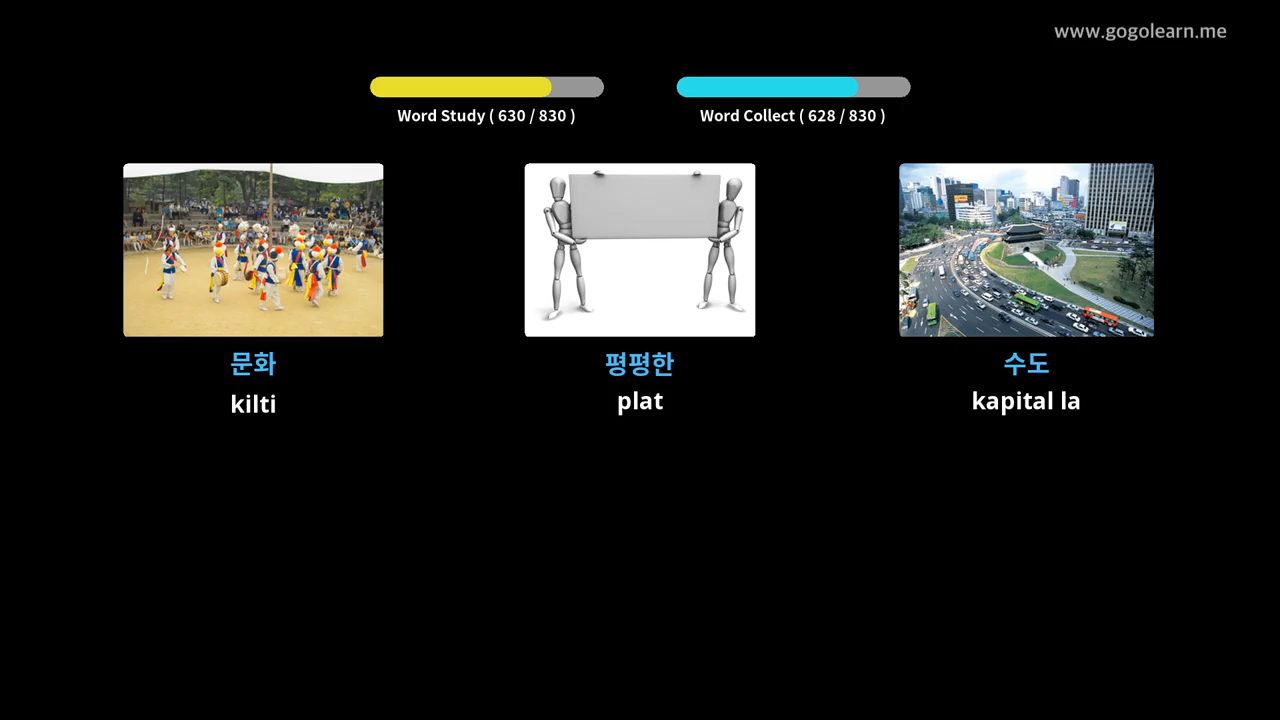 www.gogolearn.me
Word Study ( 630 / 830 )
Word Collect ( 628 / 830 )
문화
kilti
평평한
plat
수도
kapital la